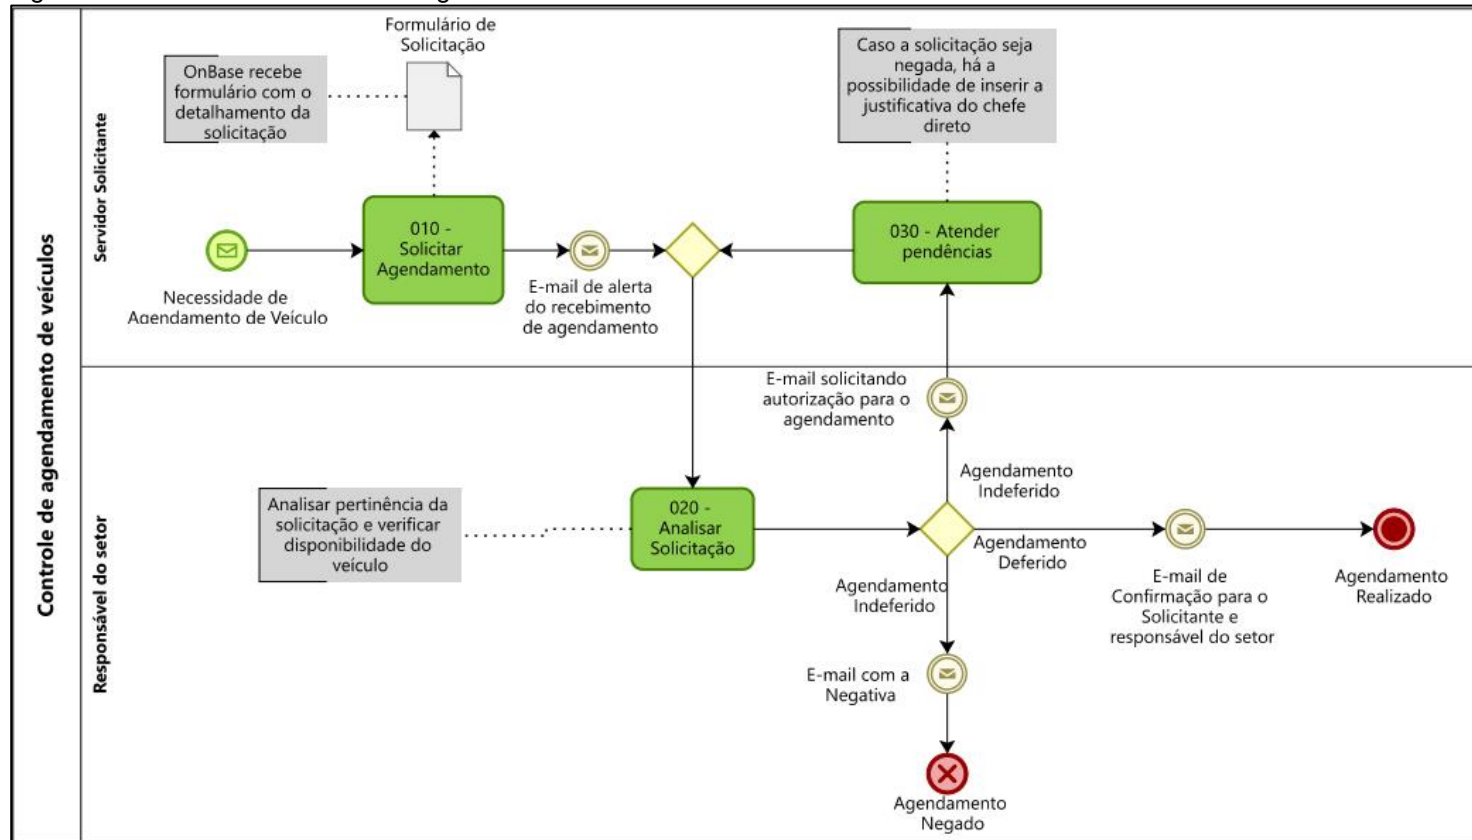 Controle de agendamento de veículos
Servidor Solicitante
Formulário de
Solicitação
OnBase recebe
formulário com o
detalhamento da
solicitação
Caso a solicitação seja
negada, há a
possibilidade de inserir a
justificativa do chefe
direto
Necessidade de
Agendamento de Veículo
010 -
Solicitar
Agendamento
E-mail de alerta
do recebimento
de agendamento
030 - Atender
pendências
Responsável do setor
E-mail solicitando
autorização para o
agendamento
Agendamento
Indeferido
Analisar pertinência da
solicitação e verificar
disponibilidade do
veículo
020 -
Analisar
Solicitação
Agendamento
Deferido
Agendamento
Indeferido
E-mail de
Confirmação para o
Solicitante e
responsável do setor
Agendamento
Realizado
E-mail com a
Negativa
Agendamento
Negado